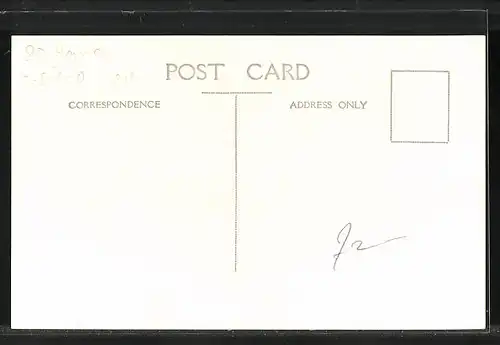 POST CARD
CORRESPONDENCE
ADDRESS ONLY